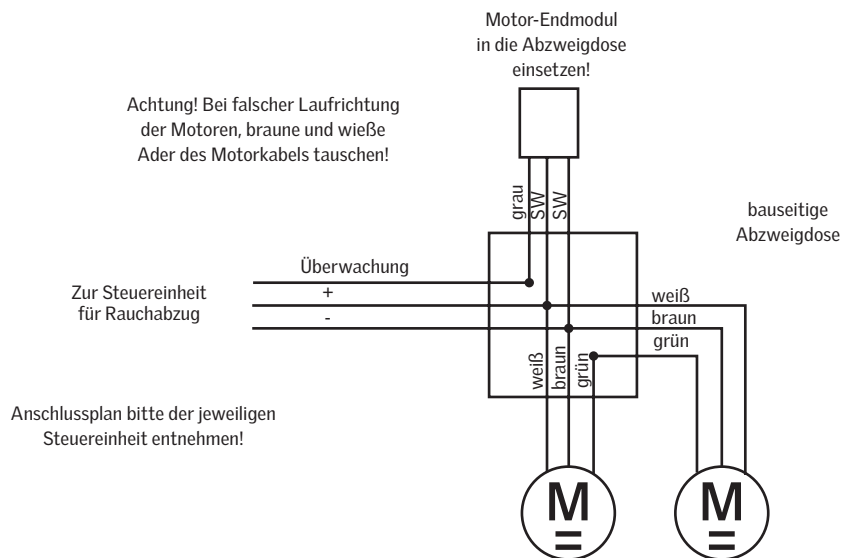 Motor-Endmodul
in die Abzweigdose
einsetzen!
Achtung! Bei falscher Laufrichtung
der Motoren, braune und wieße
Ader des Motorkabels tauschen!
grau
SW
SW
bauseitige
Abzweigdose
Überwachung
+
-
Zur Steuereinheit
für Rauchabzug
weiß
braun
grün
weiß
braun
grün
Anschlussplan bitte der jeweiligen
Steuereinheit entnehmen!
M
M